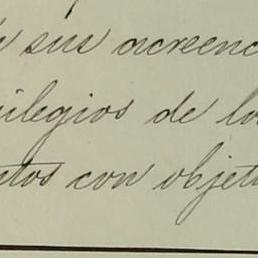 sus acreenc
ilegios de lo
tos con objet